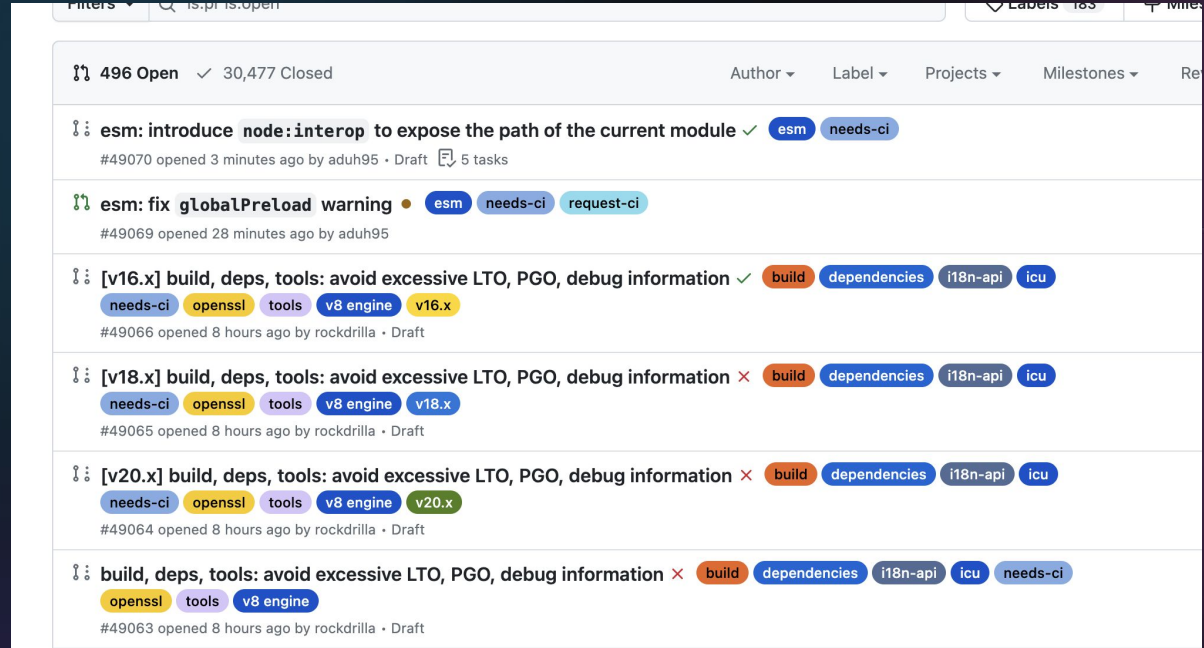 Filters is:pr is:open Labels 183
496 Open 30,477 Closed Author Label Projects Milestones
esm: introduce node:interop to expose the path of the current module esm needs-ci
#49070 opened 3 minutes ago by aduh95 • Draft 5 tasks
esm: fix globalPreload warning esm needs-ci request-ci
#49069 opened 28 minutes ago by aduh95
[v16.x] build, deps, tools: avoid excessive LTO, PGO, debug information build dependencies i18n-api icu
needs-ci openssl tools v8 engine v16.x
#49066 opened 8 hours ago by rockdrilla • Draft
[v18.x] build, deps, tools: avoid excessive LTO, PGO, debug information build dependencies i18n-api icu
needs-ci openssl tools v8 engine v18.x
#49065 opened 8 hours ago by rockdrilla • Draft
[v20.x] build, deps, tools: avoid excessive LTO, PGO, debug information build dependencies i18n-api icu
needs-ci openssl tools v8 engine v20.x
#49064 opened 8 hours ago by rockdrilla • Draft
build, deps, tools: avoid excessive LTO, PGO, debug information build dependencies i18n-api icu needs-ci
openssl tools v8 engine
#49063 opened 8 hours ago by rockdrilla • Draft